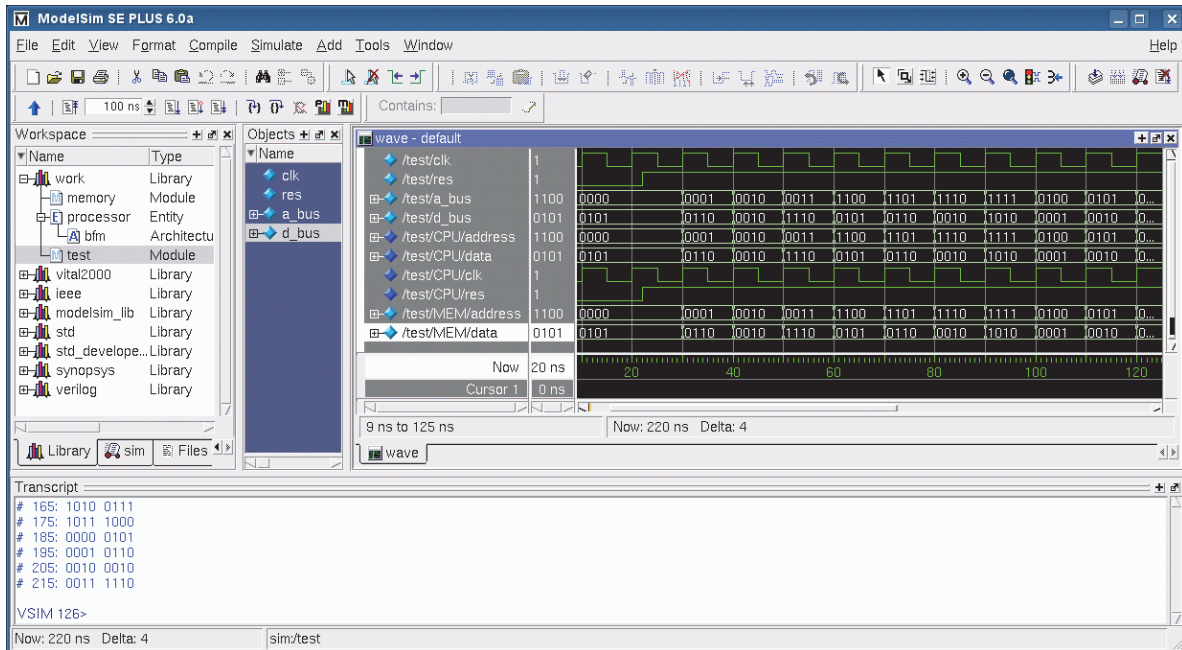 ModelSim SE PLUS 6.0a
File Edit View Format Compile Simulate Add Tools Window Help
100 ns Contains:
Workspace
Name Type
work Library
memory Module
processor Entity
bfm Architectu
test Module
vital2000 Library
ieee Library
modelsim_lib Library
std Library
std_develope... Library
synopsys Library
verilog Library
Library sim Files
Objects
Name
clk
res
a_bus
d_bus
wave - default
/test/clk 1
/test/res 1
/test/a_bus 1100 0000 0001 0010 0011 1100 1101 1110 1111 0100 0101 0...
/test/d_bus 0101 0101 0110 0010 1110 0101 0110 0010 1010 0001 0010 0...
/test/CPU/address 1100 0000 0001 0010 0011 1100 1101 1110 1111 0100 0101 0...
/test/CPU/data 0101 0101 0110 0010 1110 0101 0110 0010 1010 0001 0010 0...
/test/CPU/clk 1
/test/CPU/res 1
/test/MEM/address 1100 0000 0001 0010 0011 1100 1101 1110 1111 0100 0101 0...
/test/MEM/data 0101 0101 0110 0010 1110 0101 0110 0010 1010 0001 0010 0...
Now 20 ns 20 40 60 80 100 120
Cursor 1 0 ns
9 ns to 125 ns Now: 220 ns Delta: 4
wave
Transcript
# 165: 1010 0111
# 175: 1011 1000
# 185: 0000 0101
# 195: 0001 0110
# 205: 0010 0010
# 215: 0011 1110
VSIM 126>
Now: 220 ns Delta: 4 sim:/test